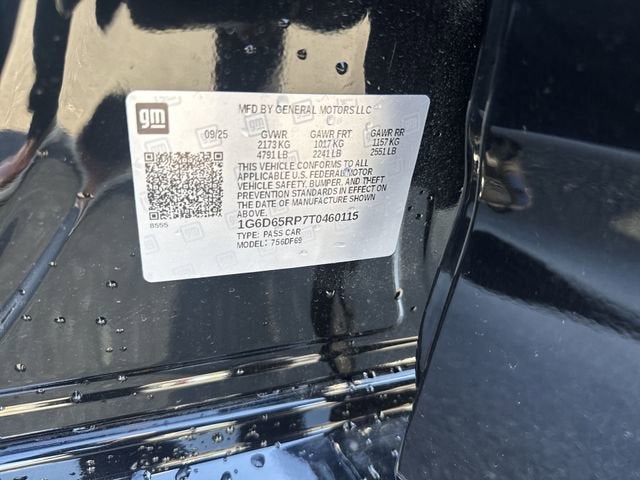 gm
MFD BY GENERAL MOTORS LLC
09/25 GVWR GAWR FRT GAWR RR
2173 KG 1017 KG 1157 KG
4791 LB 2241 LB 2551 LB
THIS VEHICLE CONFORMS TO ALL
APPLICABLE U.S. FEDERAL MOTOR
VEHICLE SAFETY, BUMPER, AND THEFT
PREVENTION STANDARDS IN EFFECT ON
THE DATE OF MANUFACTURE SHOWN
ABOVE.
8555
1G6D65RP7T0460115
TYPE: PASS CAR
MODEL: 756DF69